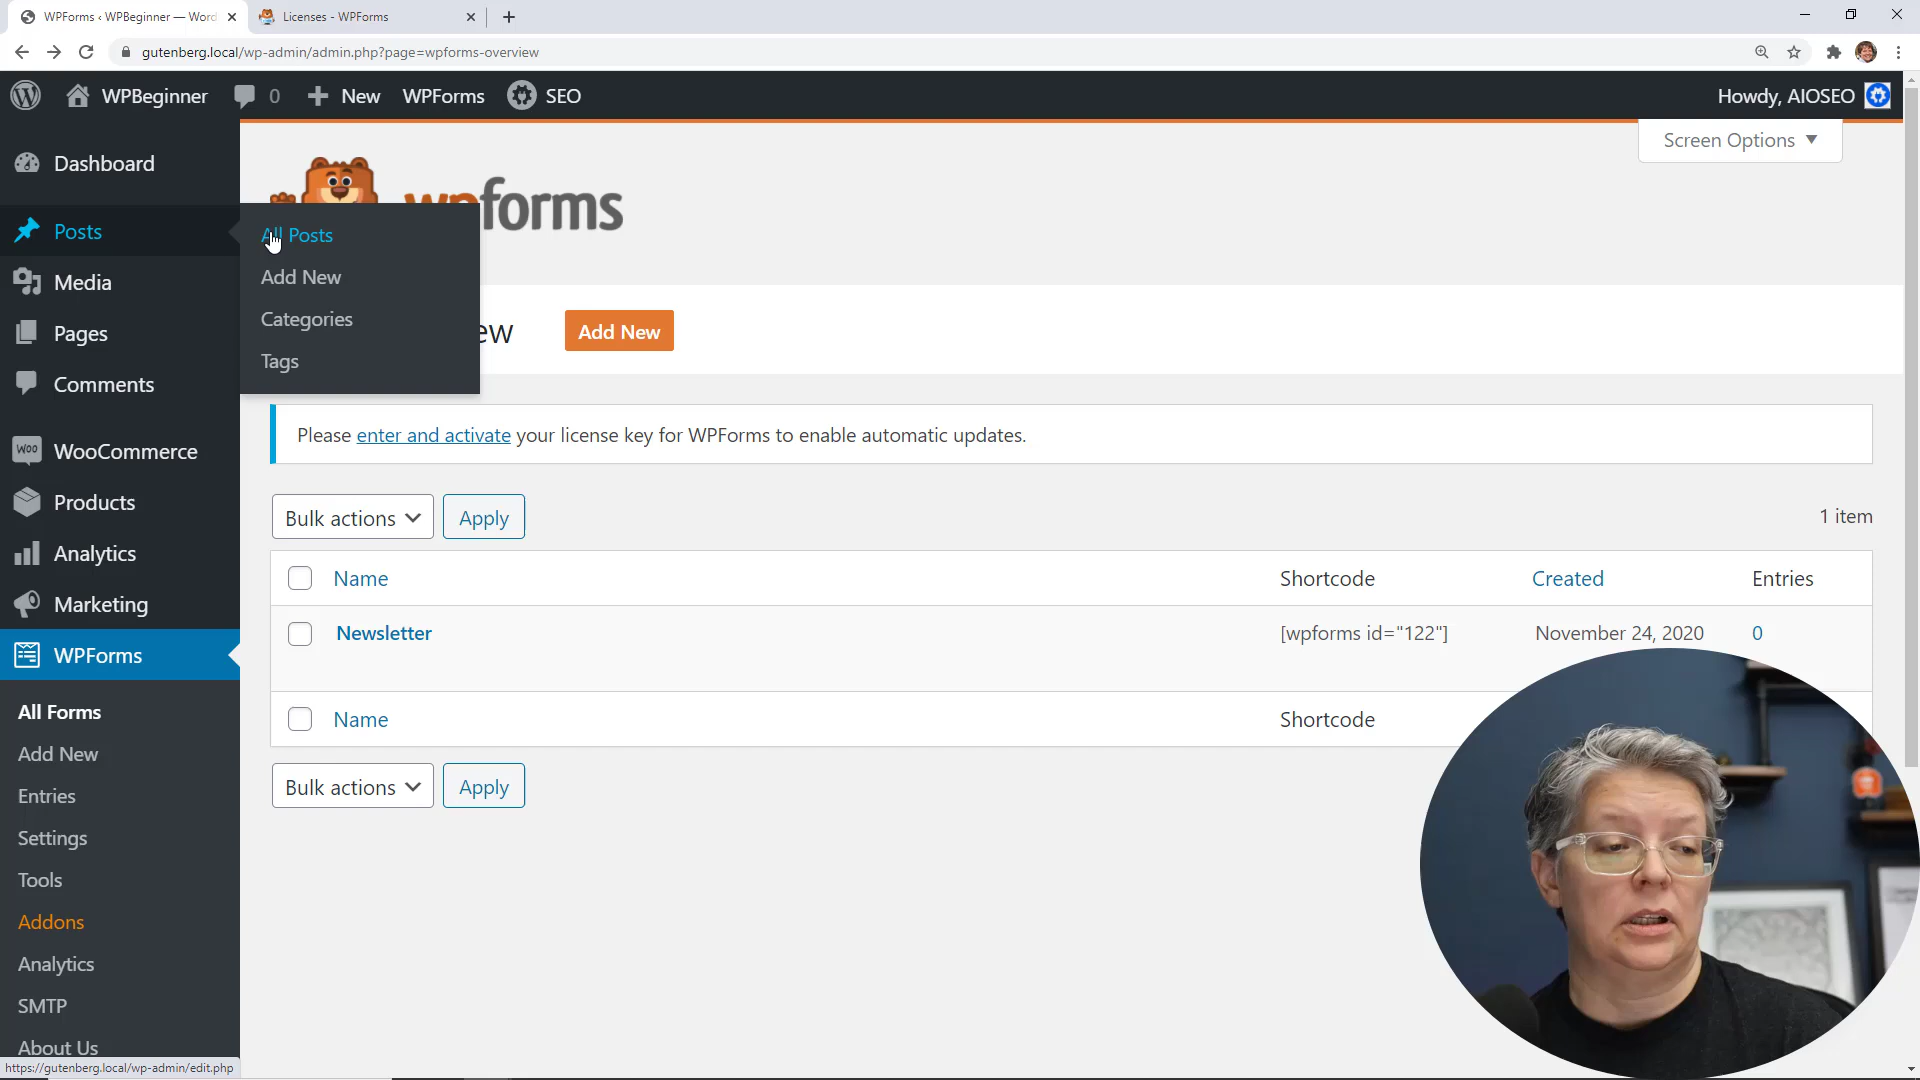 WPForms ‹ WPBeginner — Word
Licenses - WPForms
gutenberg.local/wp-admin/admin.php?page=wpforms-overview
WPBeginner
0
New
WPForms
SEO
Howdy, AIOSEO
Screen Options
Dashboard
Posts
Media
Pages
Comments
WOO
WooCommerce
Products
Analytics
Marketing
WPForms
All Forms
Add New
Entries
Settings
Tools
Addons
Analytics
SMTP
About Us
https://gutenberg.local/wp-admin/edit.php
All Posts
Add New
Categories
Tags
wpforms
ew
Add New
Please enter and activate your license key for WPForms to enable automatic updates.
Bulk actions
Apply
1 item
Name
Shortcode
Created
Entries
Newsletter
[wpforms id="122"]
November 24, 2020
0
Name
Shortcode
Bulk actions
Apply